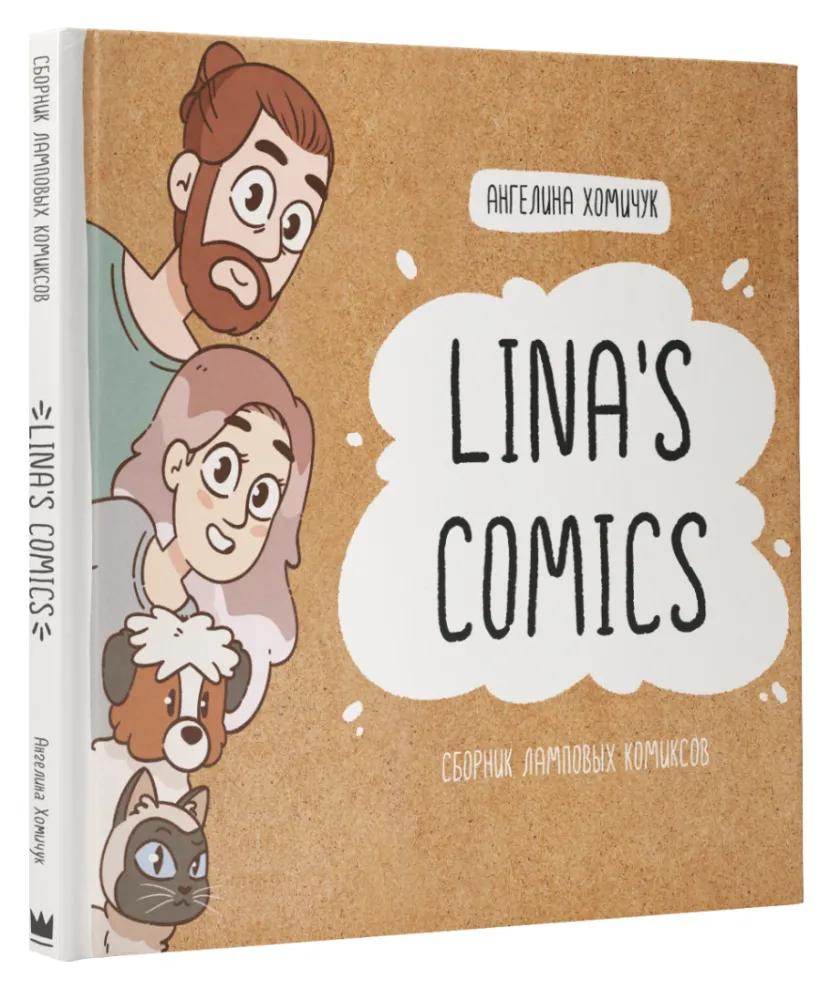 СБОРНИК ЛАМПОВЫХ КОМИКСОВ
LINA'S COMICS
Ангелина Хомичук
АНГЕЛИНА ХОМИЧУК
LINA'S
COMICS
СБОРНИК ЛАМПОВЫХ КОМИКСОВ